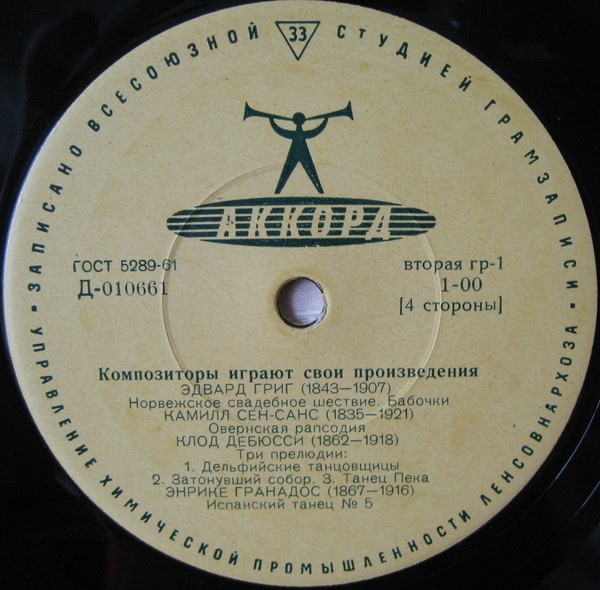 ЗАПИСАНО ВСЕСОЮЗНОЙ 33 СТУДИЕЙ ГРАМЗАПИСИ
АККОРД
ГОСТ 5289-61
Д-010661
вторая гр-1
1-00
[4 стороны]
Композиторы играют свои произведения
ЭДВАРД ГРИГ (1843—1907)
Норвежское свадебное шествие. Бабочки
КАМИЛЛ СЕН-САНС (1835—1921)
Овернская рапсодия
КЛОД ДЕБЮССИ (1862—1918)
Три прелюдии:
1. Дельфийские танцовщицы
2. Затонувший собор. 3. Танец Пека
ЭНРИКЕ ГРАНАДОС (1867—1916)
Испанский танец № 5
• УПРАВЛЕНИЕ ХИМИЧЕСКОЙ ПРОМЫШЛЕННОСТИ ЛЕНСОВНАРХОЗА •